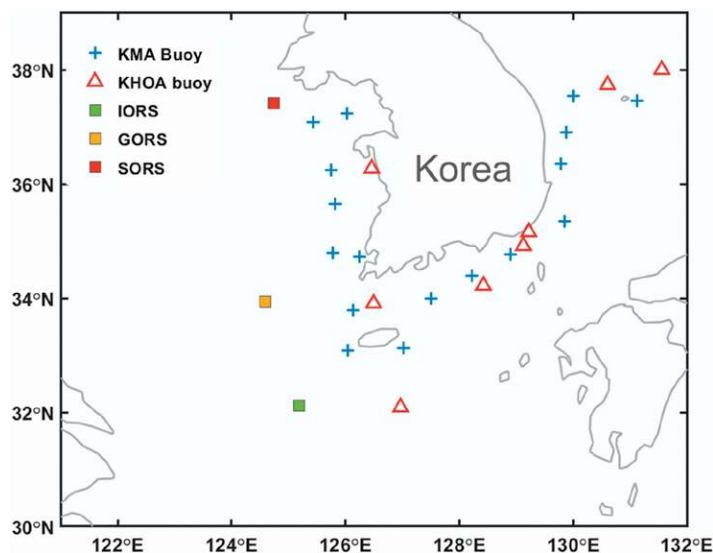 KMA Buoy
KHOA buoy
IORS
GORS
SORS
Korea
38°N
36°N
34°N
32°N
30°N
122°E
124°E
126°E
128°E
130°E
132°E